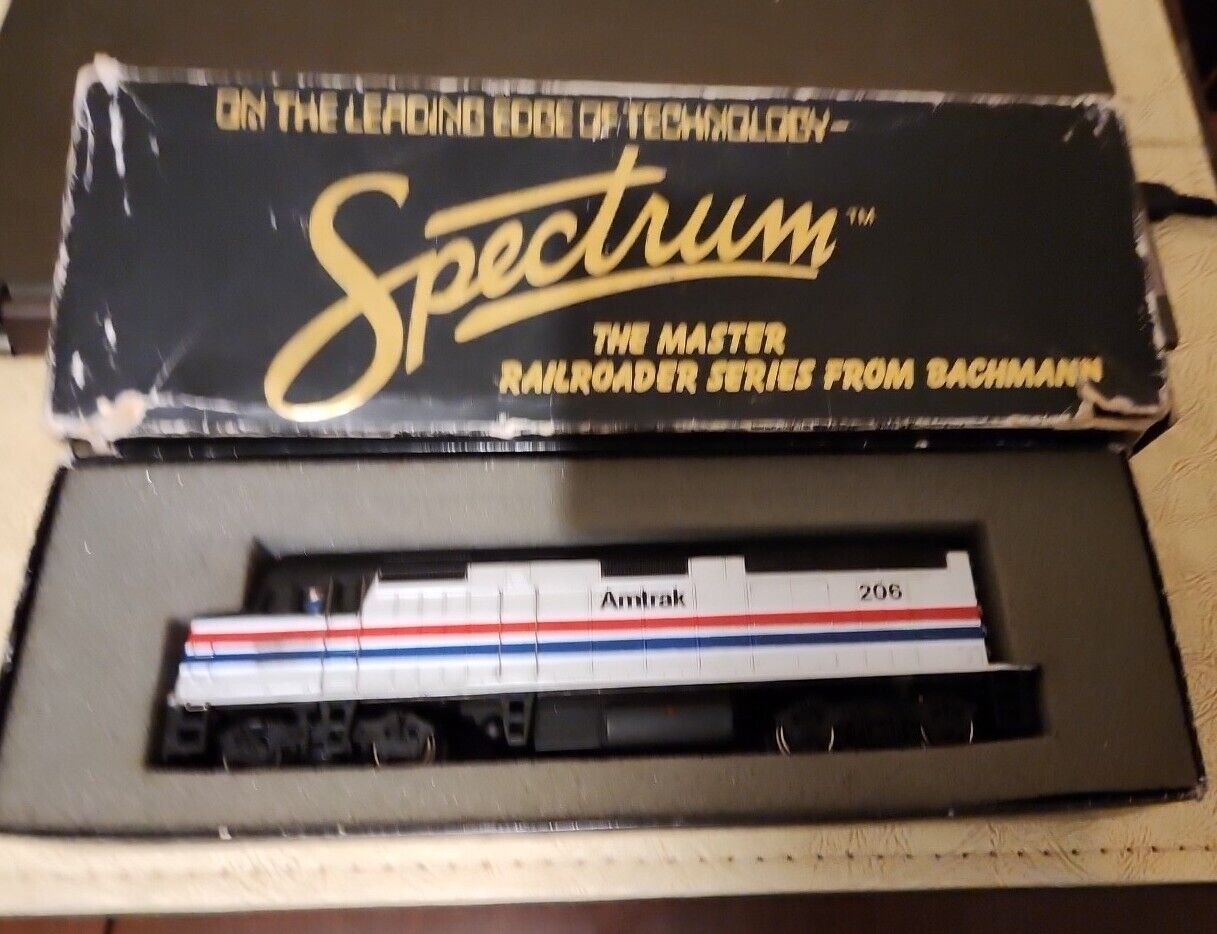 ON THE LEADING EDGE OF TECHNOLOGY-
Spectrum™
THE MASTER
RAILROADER SERIES FROM BACHMANN
Amtrak
206